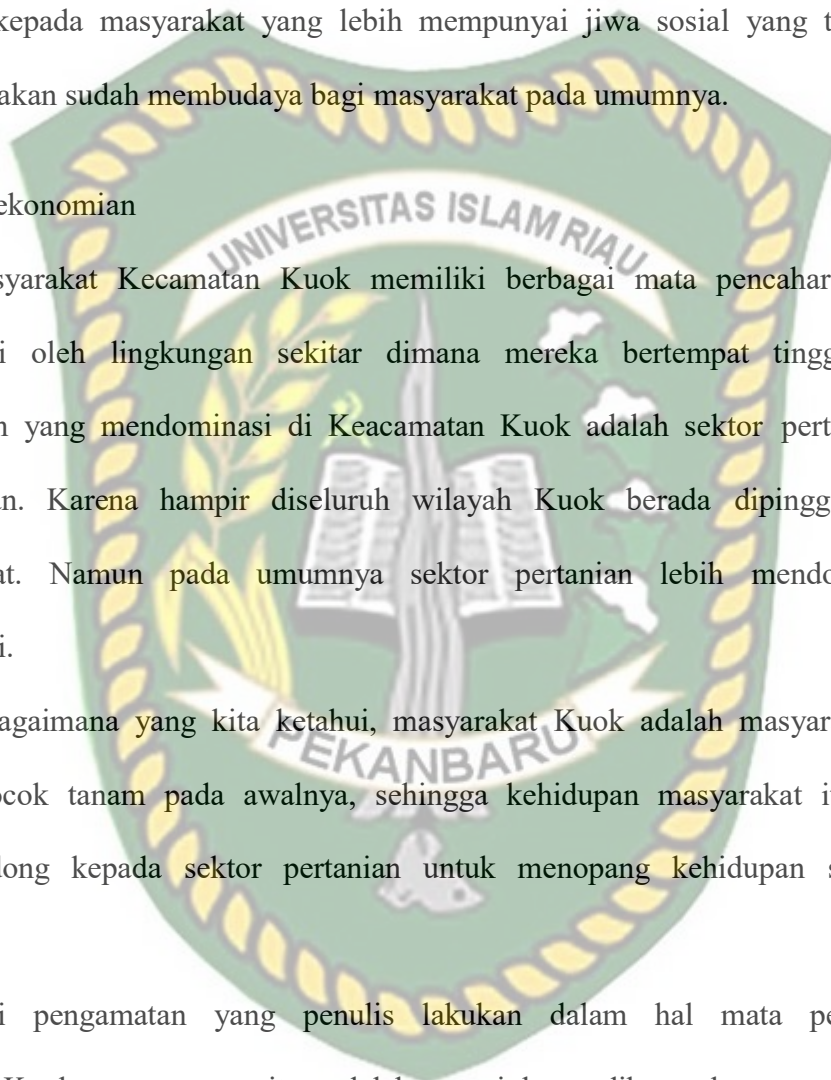 kepada masyarakat yang lebih mempunyai jiwa sosial yang
akan sudah membudaya bagi masyarakat pada umumnya.
ekonomian
UNIVERSITAS ISLAM RIAU
syarakat Kecamatan Kuok memiliki berbagai mata pencahar
i oleh lingkungan sekitar dimana mereka bertempat tingg
n yang mendominasi di Keacamatan Kuok adalah sektor pert
an. Karena hampir diseluruh wilayah Kuok berada dipingg
at. Namun pada umumnya sektor pertanian lebih mendo
i.
bagaimana yang kita ketahui, masyarakat Kuok adalah masyar
PEKANBARU
ocok tanam pada awalnya, sehingga kehidupan masyarakat i
long kepada sektor pertanian untuk menopang kehidupan s
i pengamatan yang penulis lakukan dalam hal mata pe